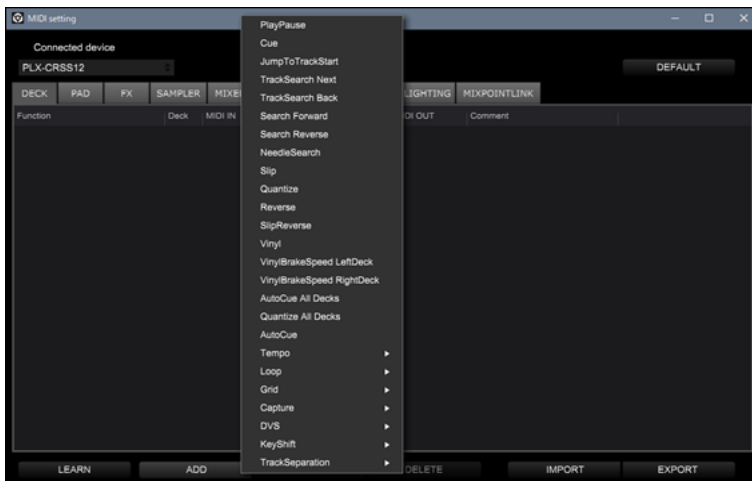 MIDI setting
Connected device
PLX-CRSS12
DEFAULT
DECK PAD FX SAMPLER LIGHTING MIXPOINTLINK
Function Deck MIDI IN Comment
PlayPause
Cue
JumpToTrackStart
TrackSearch Next
TrackSearch Back
Search Forward
Search Reverse
NeedleSearch
Slip
Quantize
Reverse
SlipReverse
Vinyl
VinylBrakeSpeed LeftDeck
VinylBrakeSpeed RightDeck
AutoCue All Decks
Quantize All Decks
AutoCue
Tempo
Loop
Grid
Capture
DVS
KeyShift
TrackSeparation
LEARN ADD DELETE IMPORT EXPORT